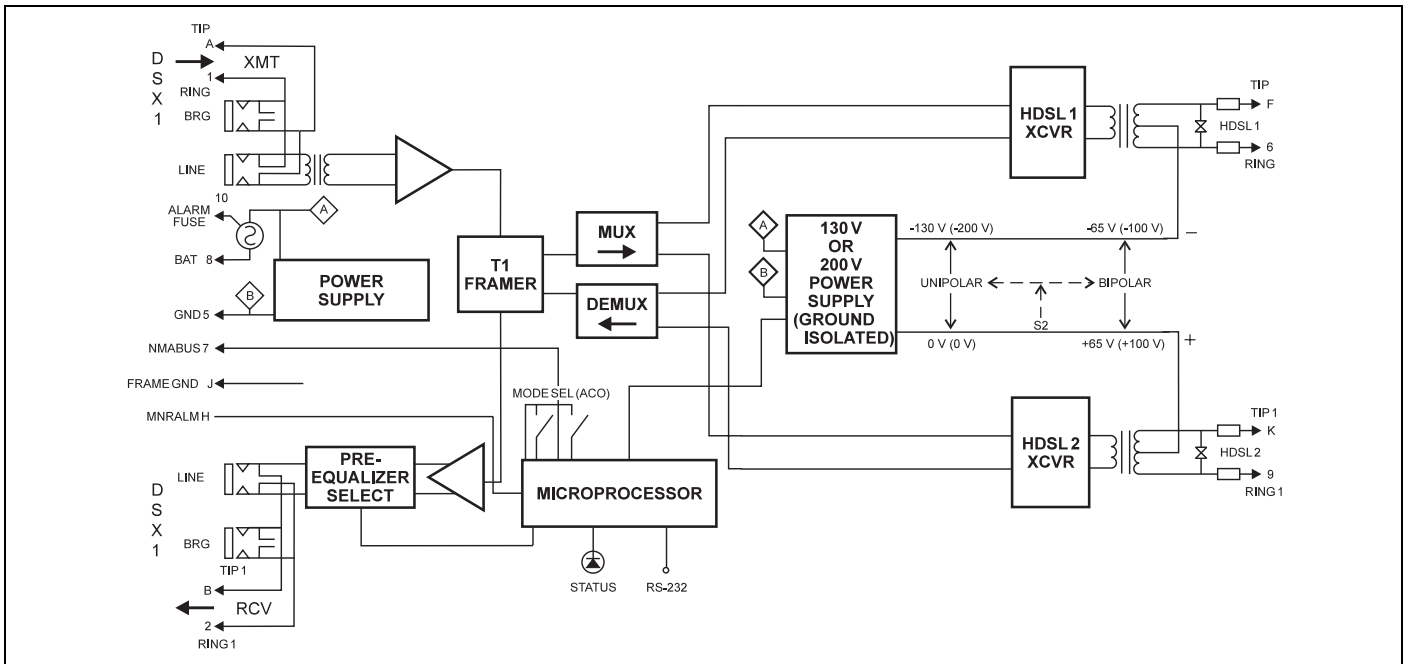 TIP
A
D
S
X
1
XMT
1
RING
BRG
LINE
10
ALARM
FUSE
A
BAT 8
POWER
SUPPLY
B
GND 5
NMABUS 7
FRAME GND J
MNRALM H
MODE SEL (ACO)
T1
FRAMER
MUX
DEMUX
A
B
130 V
OR
200 V
POWER
SUPPLY
(GROUND
ISOLATED)
-130 V (-200 V)
-65 V (-100 V)
−
UNIPOLAR
BIPOLAR
S2
0 V (0 V)
+65 V (+100 V)
+
HDSL 1
XCVR
TIP
F
HDSL 1
6
RING
HDSL 2
XCVR
TIP 1
K
HDSL 2
9
RING 1
PRE-
EQUALIZER
SELECT
MICROPROCESSOR
STATUS
RS-232
LINE
D
S
X
1
BRG
TIP 1
B
RCV
2
RING 1